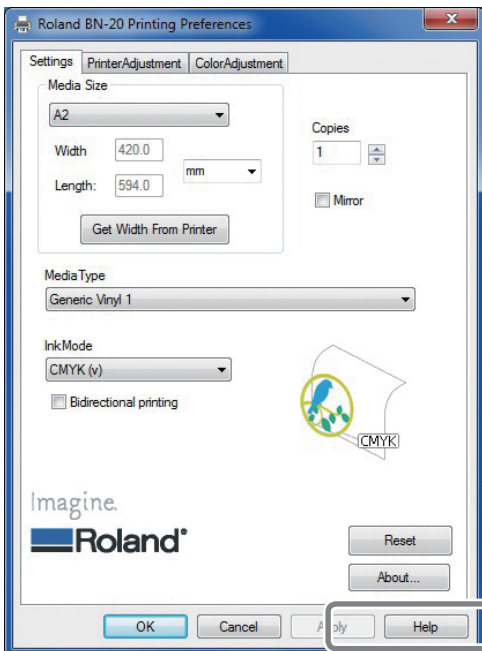 Roland BN-20 Printing Preferences
Settings PrinterAdjustment ColorAdjustment
Media Size
A2
Width 420.0
mm
Length: 594.0
Get Width From Printer
Copies
1
Mirror
MediaType
Generic Vinyl 1
InkMode
CMYK (v)
Bidirectional printing
CMYK
Imagine.
Roland®
Reset
About...
OK Cancel Apply Help